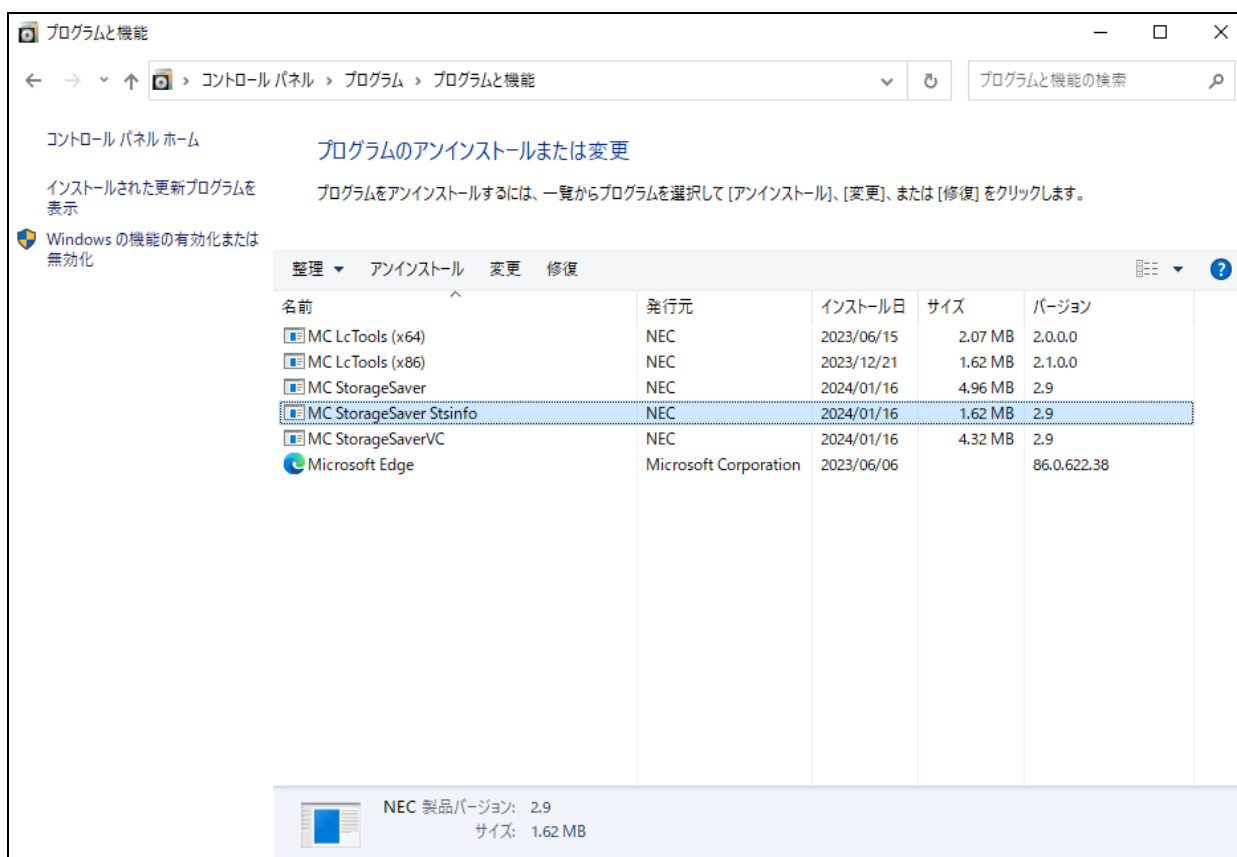 プログラムと機能
コントロール パネル › プログラム › プログラムと機能
プログラムと機能の検索
コントロール パネル ホーム
インストールされた更新プログラムを
表示
Windows の機能の有効化または
無効化
プログラムのアンインストールまたは変更
プログラムをアンインストールするには、一覧からプログラムを選択して [アンインストール]、[変更]、または [修復] をクリックします。
整理 アンインストール 変更 修復
名前 発行元 インストール日 サイズ バージョン
MC LcTools (x64) NEC 2023/06/15 2.07 MB 2.0.0.0
MC LcTools (x86) NEC 2023/12/21 1.62 MB 2.1.0.0
MC StorageSaver NEC 2024/01/16 4.96 MB 2.9
MC StorageSaver Stsinfo NEC 2024/01/16 1.62 MB 2.9
MC StorageSaverVC NEC 2024/01/16 4.32 MB 2.9
Microsoft Edge Microsoft Corporation 2023/06/06 86.0.622.38
NEC 製品バージョン: 2.9
サイズ: 1.62 MB